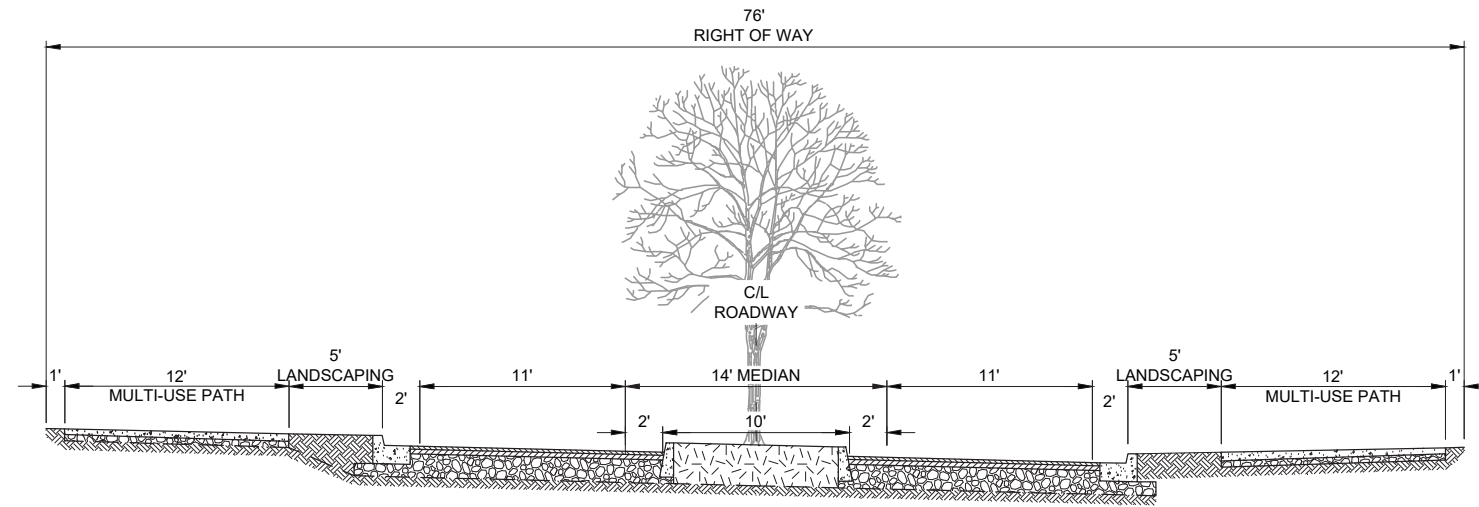 76'
RIGHT OF WAY
C/L
ROADWAY
1'
12'
MULTI-USE PATH
5'
LANDSCAPING
2'
11'
14' MEDIAN
2'
10'
2'
11'
2'
5'
LANDSCAPING
12'
MULTI-USE PATH
1'